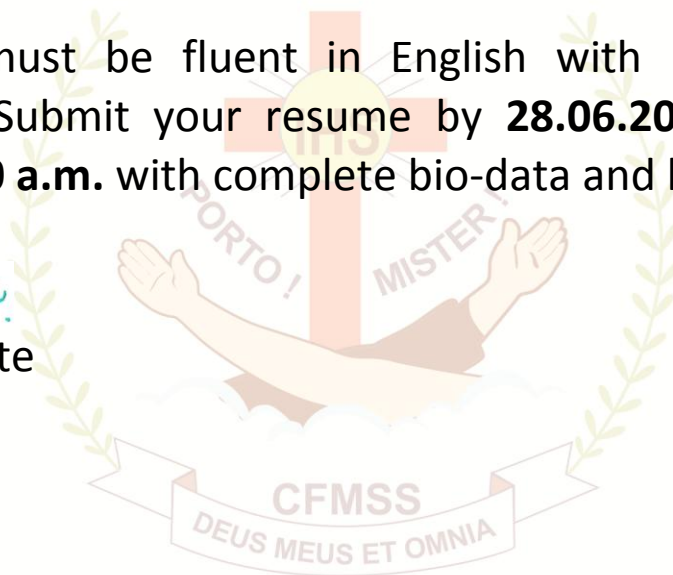 must be fluent in English with
Submit your resume by 28.06.20
a.m. with complete bio-data and
IHS
PORTO! MISTER!
CFMSS
DEUS MEUS ET OMNIA